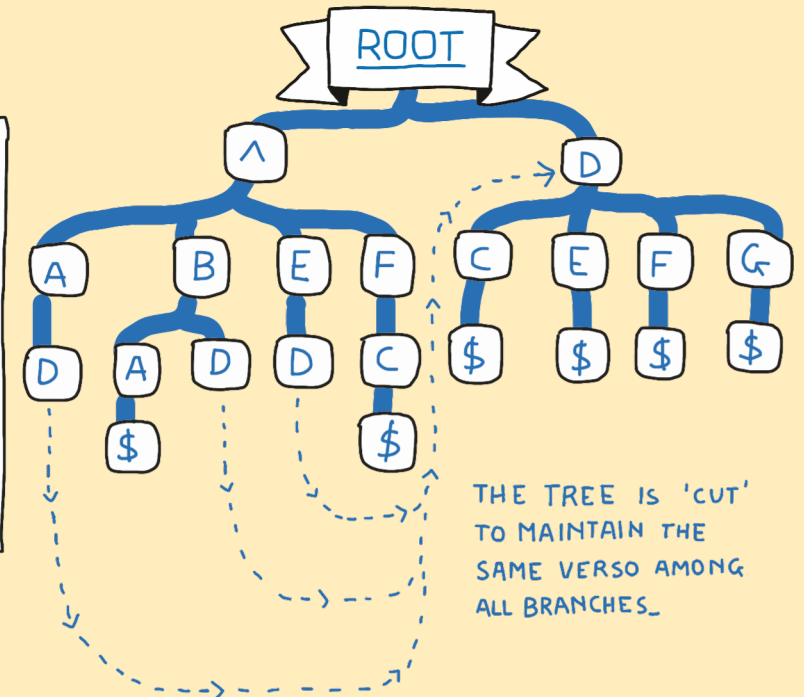 ROOT
^ D
A B E F C E F G
D A D D C $ $ $ $
$ $
THE TREE IS 'CUT'
TO MAINTAIN THE
SAME VERSO AMONG
ALL BRANCHES_